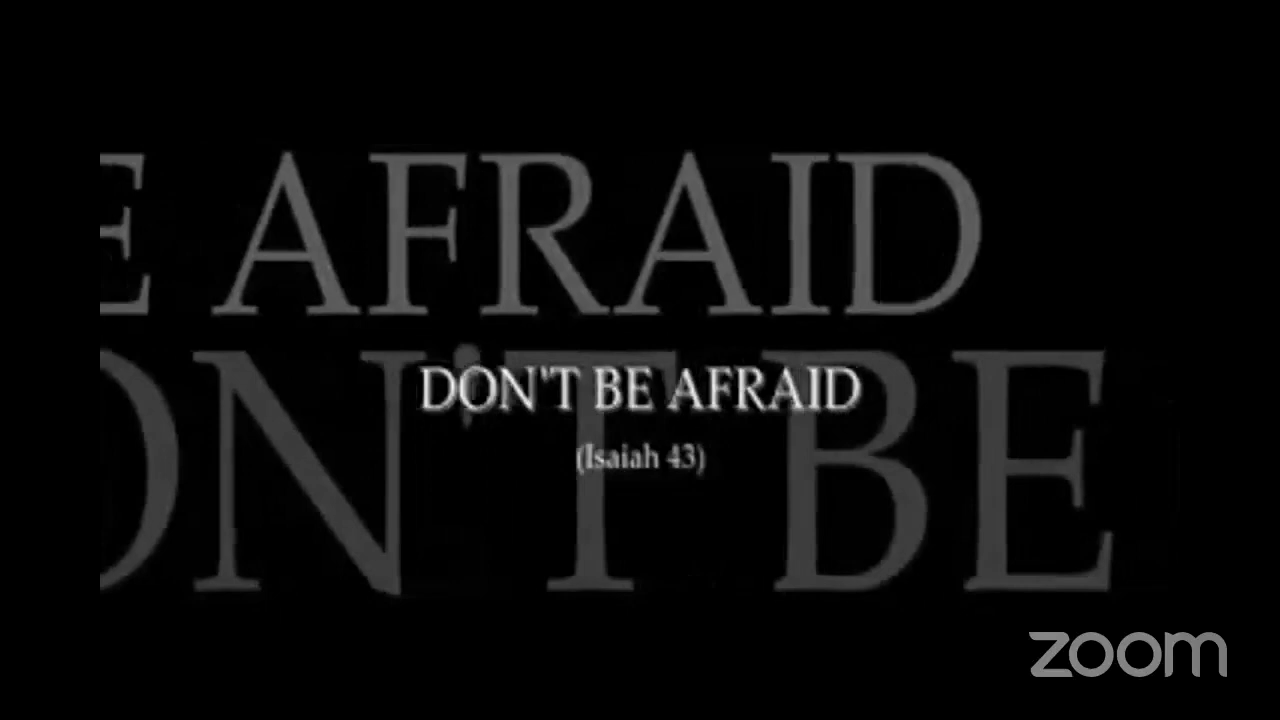 E AFRAID
DON'T BE AFRAID
(Isaiah 43)
ON'T BE
zoom